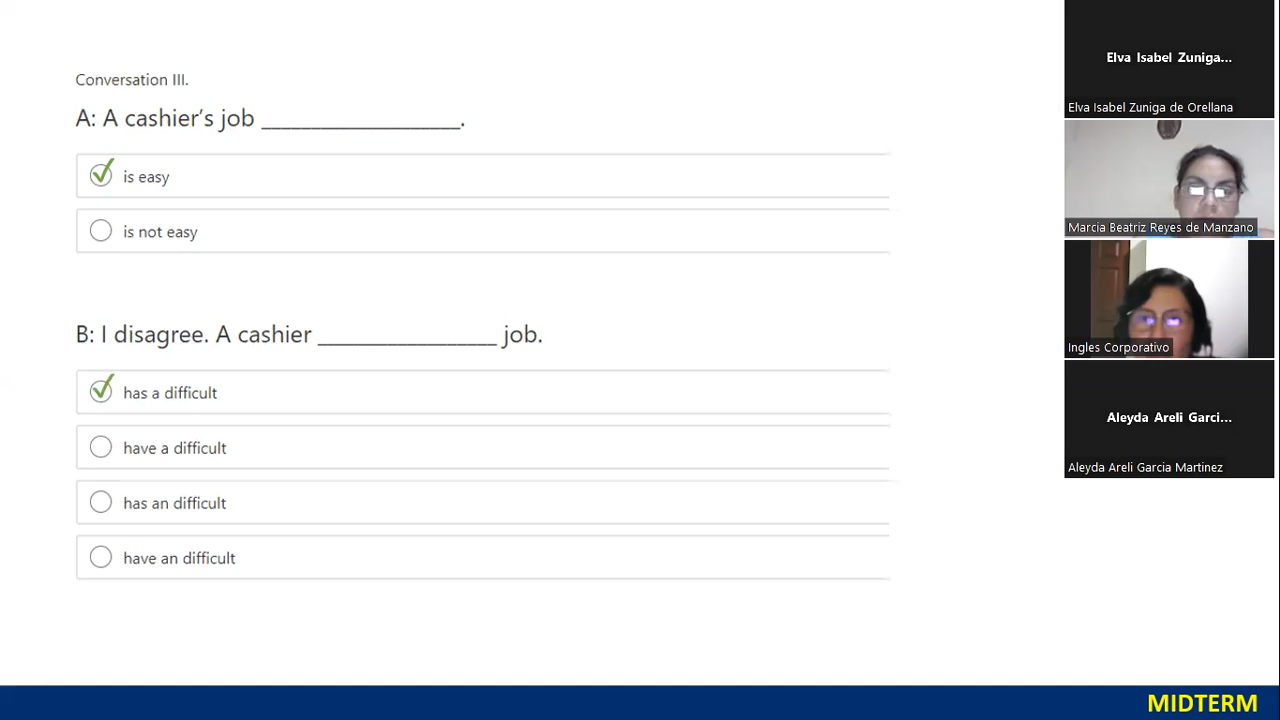 Conversation III.
A: A cashier’s job ____________________.
is easy
is not easy
B: I disagree. A cashier __________________ job.
has a difficult
have a difficult
has an difficult
have an difficult
MIDTERM
Elva Isabel Zuniga...
Elva Isabel Zuniga de Orellana
Marcia Beatriz Reyes de Manzano
Ingles Corporativo
Aleyda Areli Garci...
Aleyda Areli Garcia Martinez